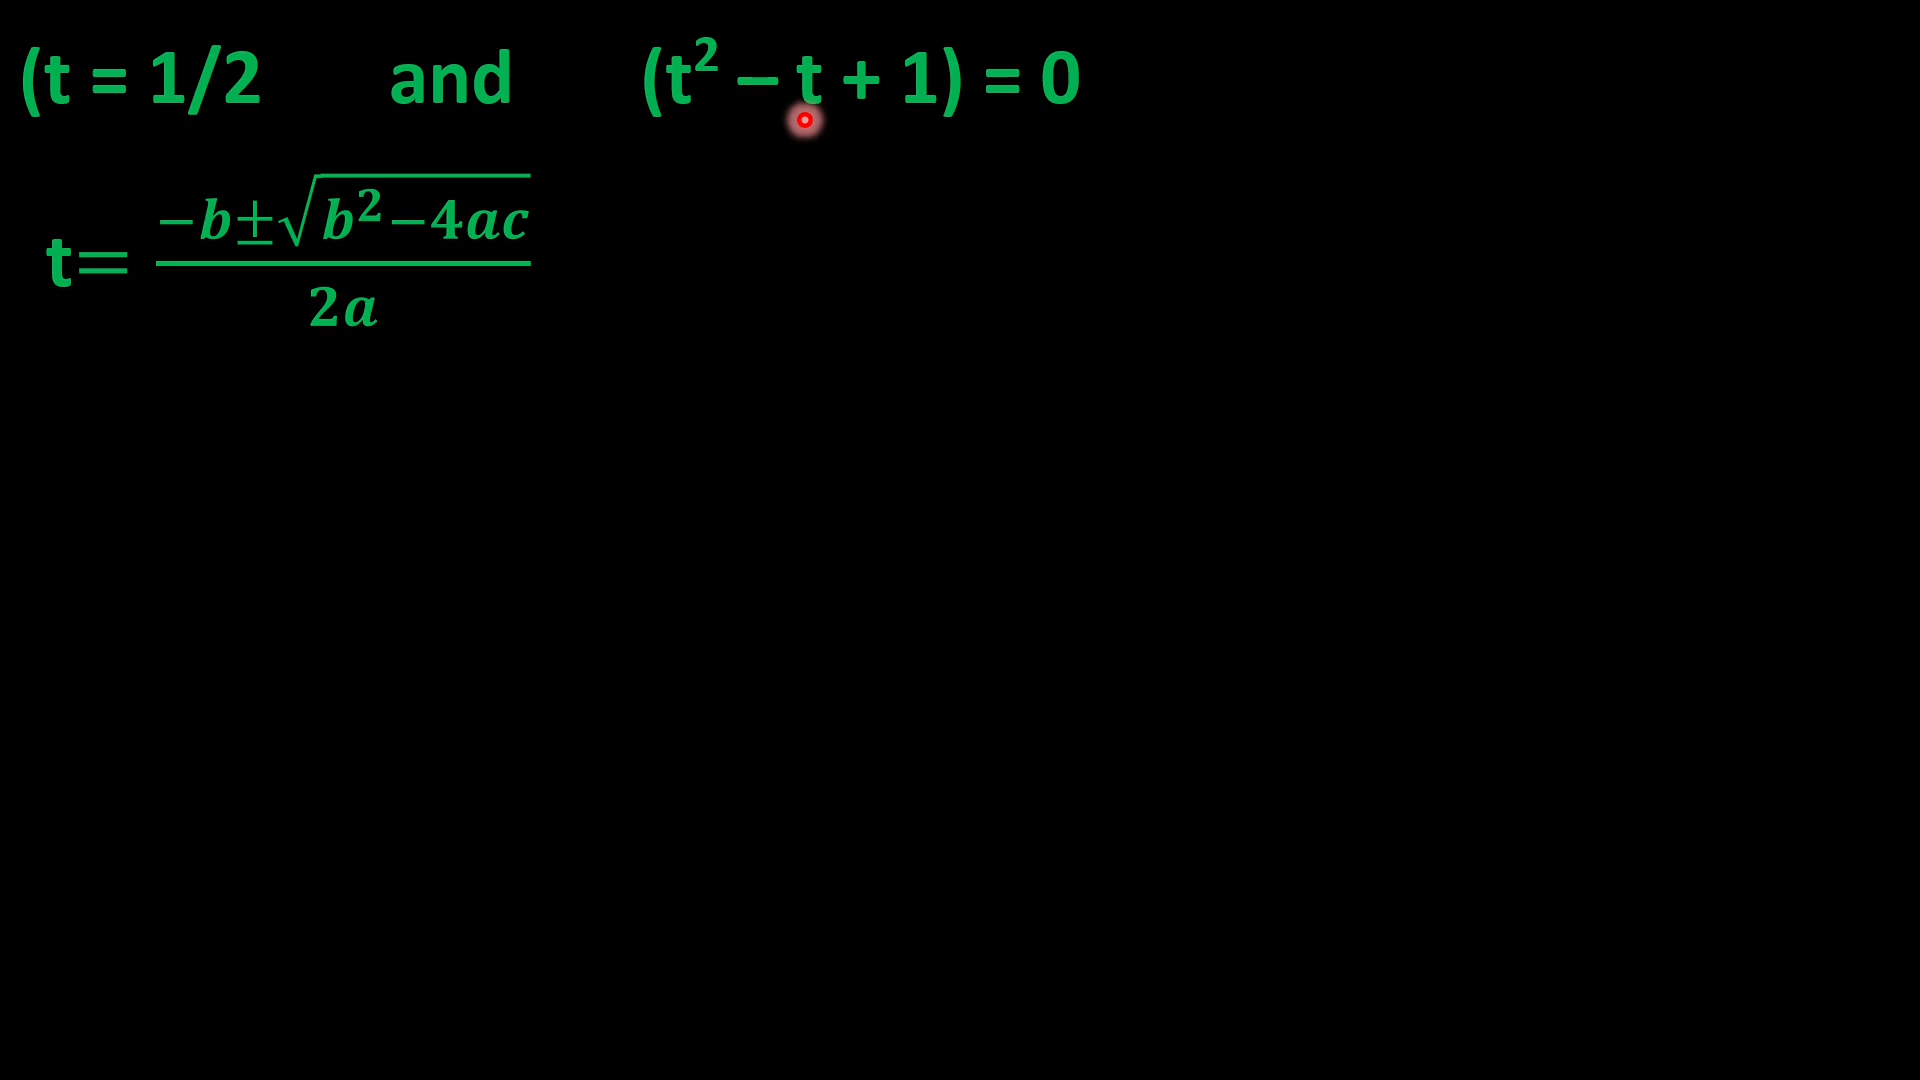 (t = 1/2 and (t² – t + 1) = 0
t= −b±√b²−4ac / 2a